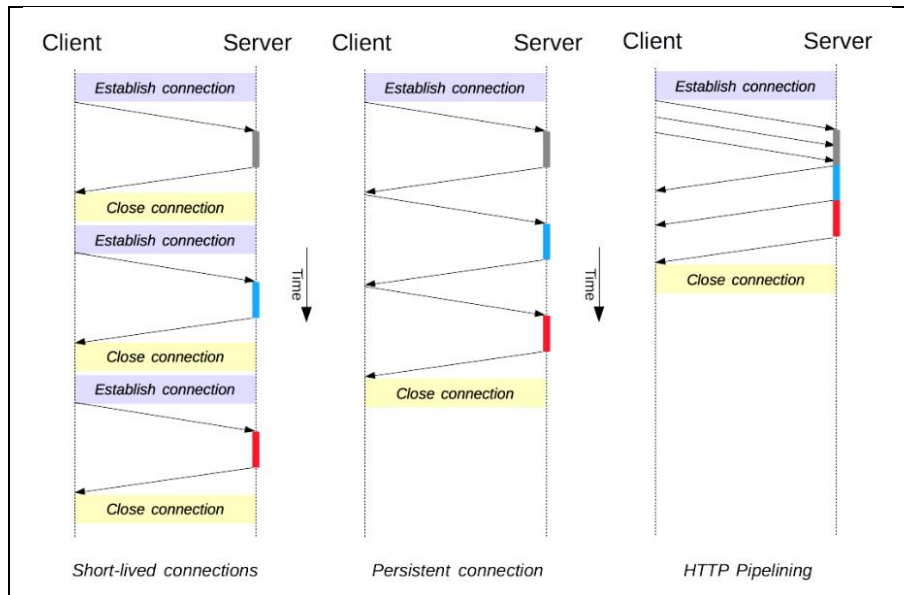 Client Server Client Server Client Server
Establish connection Establish connection Establish connection
Close connection
Establish connection
Time Time
Close connection
Close connection
Establish connection
Close connection
Close connection
Short-lived connections Persistent connection HTTP Pipelining